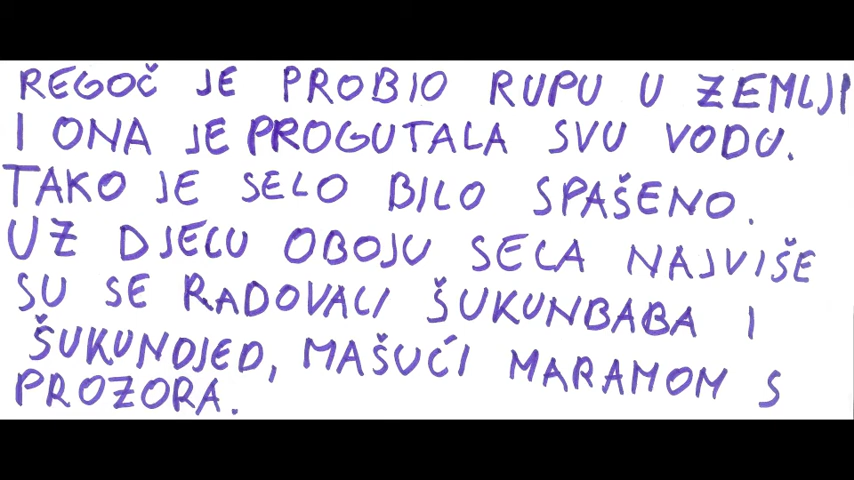 REGOČ JE PROBIO RUPU U ZEMLJI
I ONA JE PROGUTALA SVU VODU.
TAKO JE SELO BILO SPAŠENO.
UZ DJECU OBOJU SELA NAJVIŠE
SU SE RADOVALI ŠUKUNBABA I
ŠUKUNDJED, MAŠUĆI MARAMOM S
PROZORA.